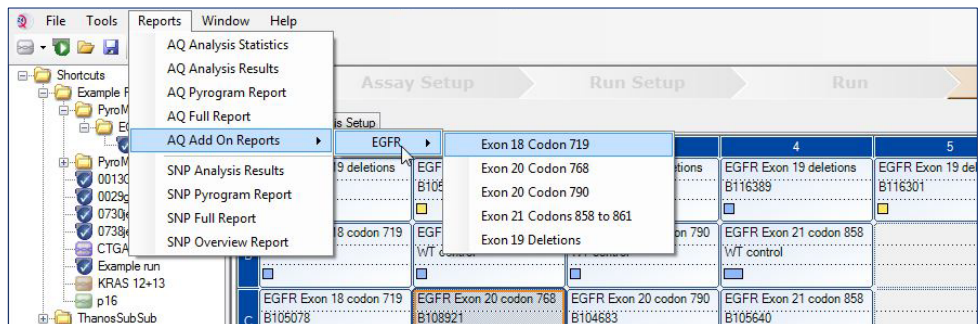 File Tools Reports Window Help
AQ Analysis Statistics
AQ Analysis Results
AQ Pyrogram Report
AQ Full Report
AQ Add On Reports
SNP Analysis Results
SNP Pyrogram Report
SNP Full Report
SNP Overview Report
EGFR
Exon 18 Codon 719
Exon 20 Codon 768
Exon 20 Codon 790
Exon 21 Codons 858 to 861
Exon 19 Deletions
Shortcuts
Example
PyroM
PyroM
0730je
0738je
CTGA
Example run
KRAS 12+13
p16
ThanosSubSub
Assay Setup Run Setup Run
Setup
4 5
19 deletions
EGFR Exon 19 deletions EGFR Exon 19 del
B116389 B116301
18 codon 719
790 EGFR Exon 21 codon 858
WT control
C
EGFR Exon 18 codon 719 EGFR Exon 20 codon 768 EGFR Exon 20 codon 790 EGFR Exon 21 codon 858
B105078 B108921 B104683 B105640